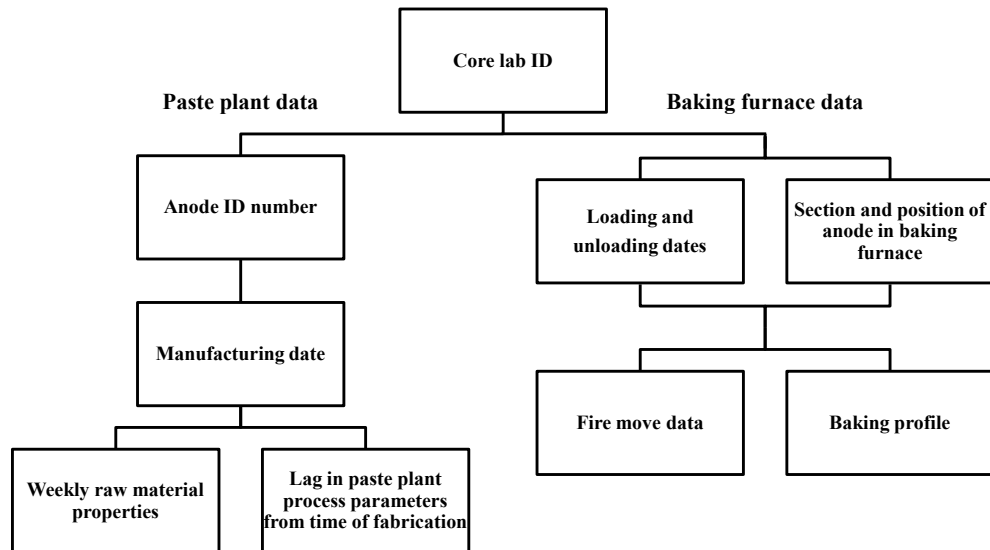 Core lab ID
Paste plant data
Baking furnace data
Anode ID number
Loading and
unloading dates
Section and position of
anode in baking
furnace
Manufacturing date
Fire move data
Baking profile
Weekly raw material
properties
Lag in paste plant
process parameters
from time of fabrication